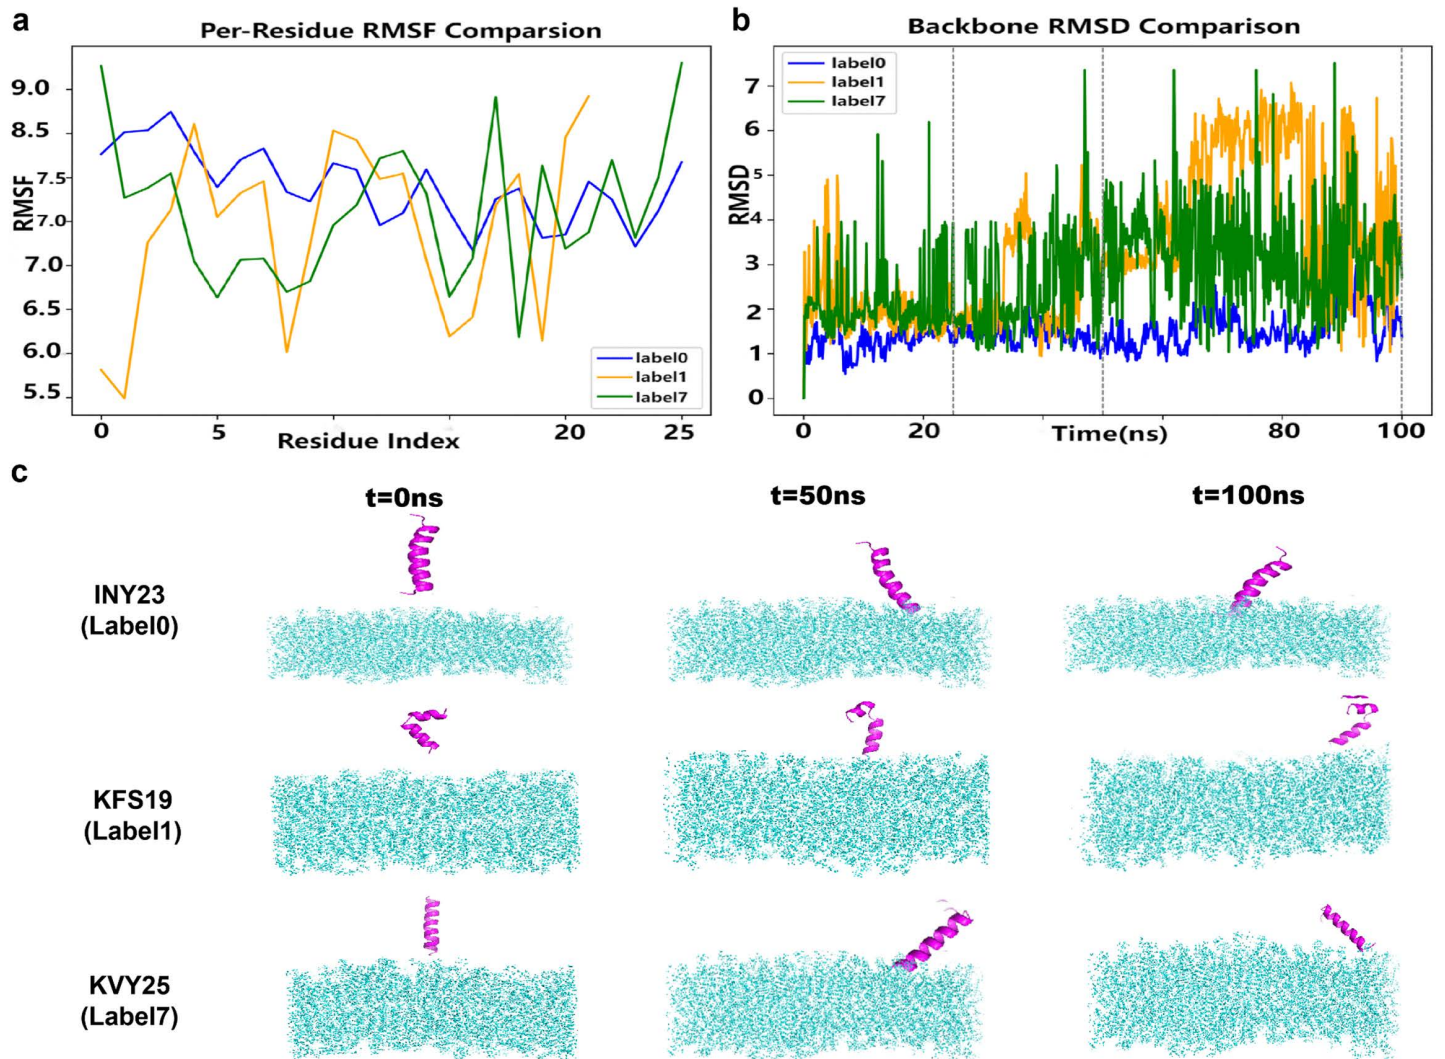 a
Per-Residue RMSF Comparsion
9.0
8.5
7.5
7.0
7.0
6.5
6.0
5.5
RMSF
0
5
20
25
Residue Index
label0
label1
label7
b
Backbone RMSD Comparison
label0
label1
label7
7
6
5
4
3
2
1
0
RMSD
0
20
80
100
Time(ns)
c
t=0ns
t=50ns
t=100ns
INY23
(Label0)
KFS19
(Label1)
KVY25
(Label7)